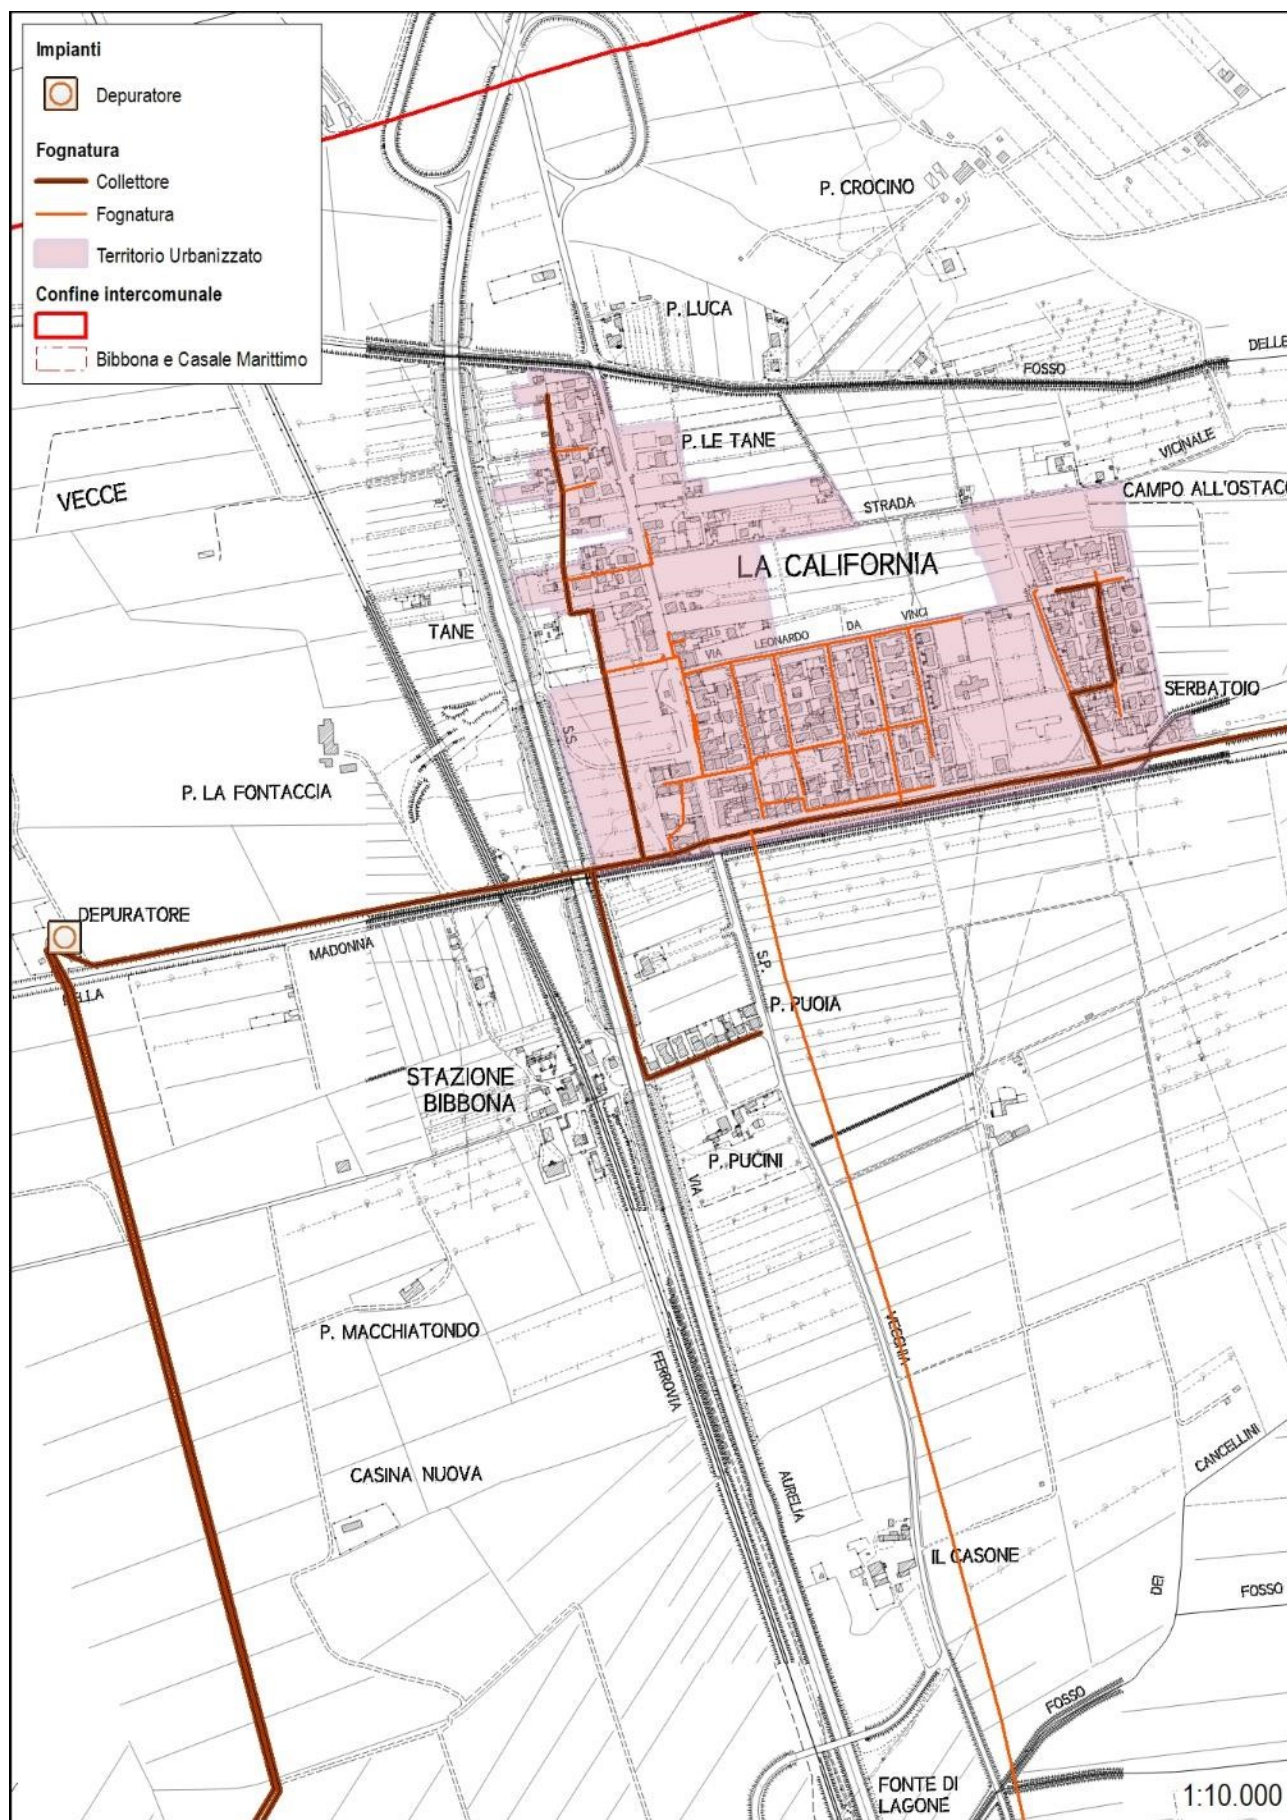 Impianti
Depuratore
Fognatura
Collettore
Fognatura
Territorio Urbanizzato
Confine intercomunale
Bibbona e Casale Marittimo
P. CROCINO
P. LUCA
DELLE
FOSSO
P. LE TANE
VICINALE
VECCE
CAMPO ALL'OSTACO
STRADA
LA CALIFORNIA
TANE
VIA LEONARDO DA VINCI
SERBATOIO
S.S.
P. LA FONTACCIA
DEPURATORE
MADONNA
DELLA
S.P.
P. PUOIA
STAZIONE
BIBBONA
P. PUCINI
VIA
P. MACCHIATONDO
VECCHIA
FERROVIA
CANCELLINI
CASINA NUOVA
AURELIA
IL CASONE
DEI
FOSSO
FOSSO
FONTE DI
LAGONE
1:10.000